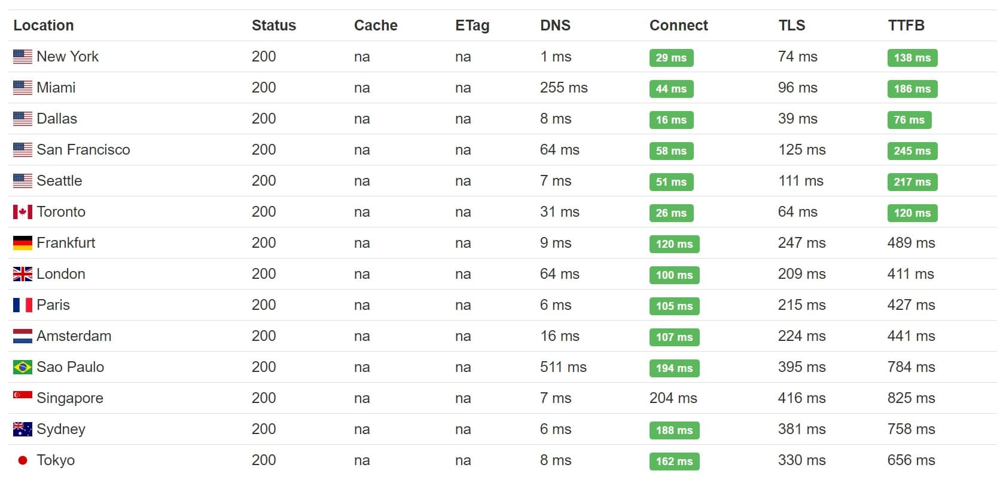 Location Status Cache ETag DNS Connect TLS TTFB
New York 200 na na 1 ms 29 ms 74 ms 138 ms
Miami 200 na na 255 ms 44 ms 96 ms 186 ms
Dallas 200 na na 8 ms 16 ms 39 ms 76 ms
San Francisco 200 na na 64 ms 58 ms 125 ms 245 ms
Seattle 200 na na 7 ms 51 ms 111 ms 217 ms
Toronto 200 na na 31 ms 26 ms 64 ms 120 ms
Frankfurt 200 na na 9 ms 120 ms 247 ms 489 ms
London 200 na na 64 ms 100 ms 209 ms 411 ms
Paris 200 na na 6 ms 105 ms 215 ms 427 ms
Amsterdam 200 na na 16 ms 107 ms 224 ms 441 ms
Sao Paulo 200 na na 511 ms 194 ms 395 ms 784 ms
Singapore 200 na na 7 ms 204 ms 416 ms 825 ms
Sydney 200 na na 6 ms 188 ms 381 ms 758 ms
Tokyo 200 na na 8 ms 162 ms 330 ms 656 ms